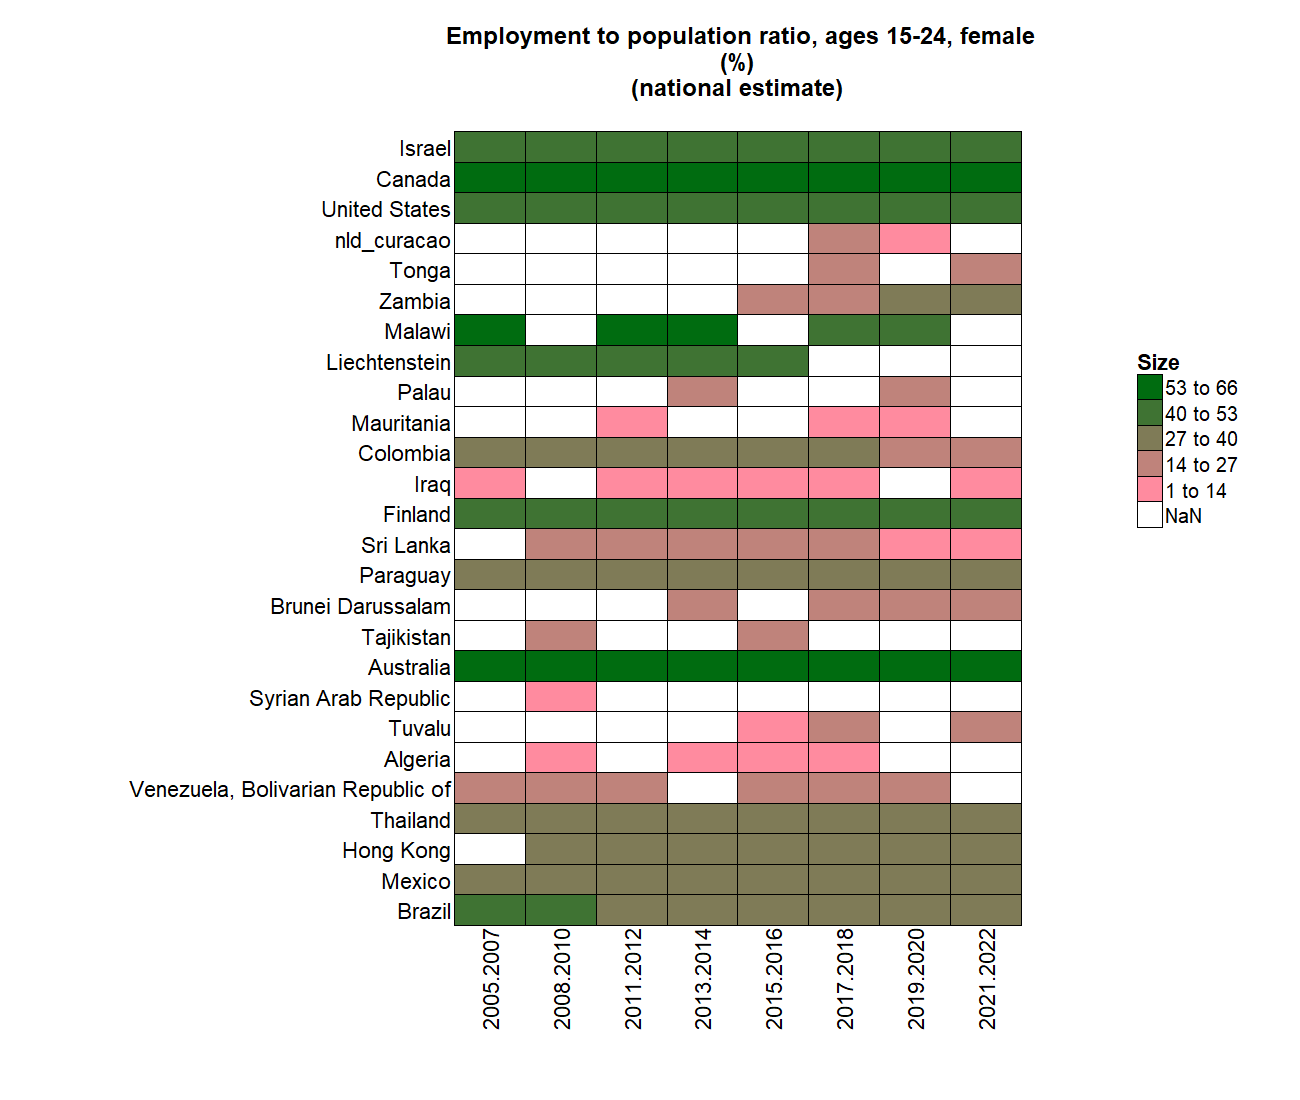 Employment to population ratio, ages 15-24, female
(%)
(national estimate)
Israel
Canada
United States
nld_curacao
Tonga
Zambia
Malawi
Liechtenstein
Palau
Mauritania
Colombia
Iraq
Finland
Sri Lanka
Paraguay
Brunei Darussalam
Tajikistan
Australia
Syrian Arab Republic
Tuvalu
Algeria
Venezuela, Bolivarian Republic of
Thailand
Hong Kong
Mexico
Brazil
2005.2007
2008.2010
2011.2012
2013.2014
2015.2016
2017.2018
2019.2020
2021.2022
Size
53 to 66
40 to 53
27 to 40
14 to 27
1 to 14
NaN